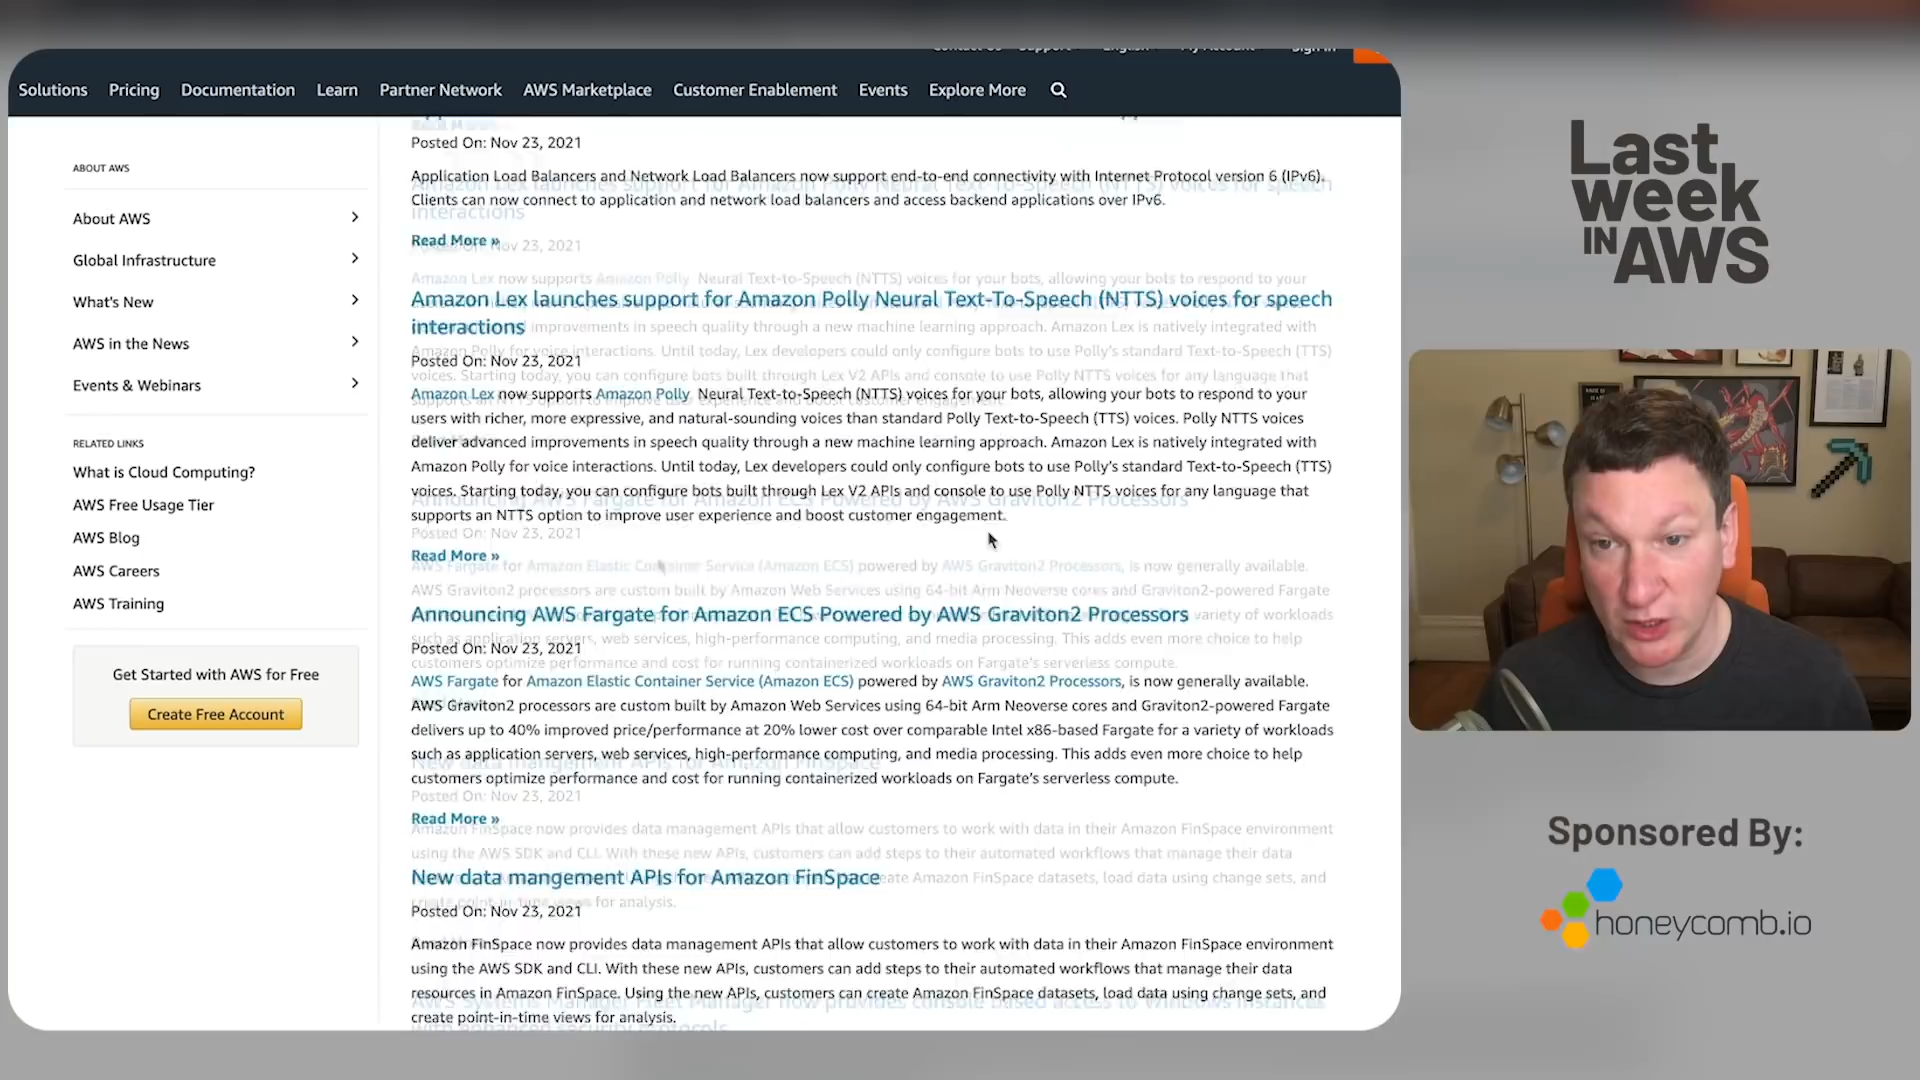 Solutions Pricing Documentation Learn Partner Network AWS Marketplace Customer Enablement Events Explore More
ABOUT AWS
About AWS
Global Infrastructure
What's New
AWS in the News
Events & Webinars
RELATED LINKS
What is Cloud Computing?
AWS Free Usage Tier
AWS Blog
AWS Careers
AWS Training
Get Started with AWS for Free
Create Free Account
Posted On: Nov 23, 2021
Application Load Balancers and Network Load Balancers now support end-to-end connectivity with Internet Protocol version 6 (IPv6).
Clients can now connect to application and network load balancers and access backend applications over IPv6.
Read More »
Amazon Lex launches support for Amazon Polly Neural Text-To-Speech (NTTS) voices for speech
interactions
Posted On: Nov 23, 2021
Amazon Lex now supports Amazon Polly Neural Text-to-Speech (NTTS) voices for your bots, allowing your bots to respond to your
users with richer, more expressive, and natural-sounding voices than standard Polly Text-to-Speech (TTS) voices. Polly NTTS voices
deliver advanced improvements in speech quality through a new machine learning approach. Amazon Lex is natively integrated with
Amazon Polly for voice interactions. Until today, Lex developers could only configure bots to use Polly's standard Text-to-Speech (TTS)
voices. Starting today, you can configure bots built through Lex V2 APIs and console to use Polly NTTS voices for any language that
supports an NTTS option to improve user experience and boost customer engagement.
Read More »
Announcing AWS Fargate for Amazon ECS Powered by AWS Graviton2 Processors
Posted On: Nov 23, 2021
AWS Fargate for Amazon Elastic Container Service (Amazon ECS) powered by AWS Graviton2 Processors, is now generally available.
AWS Graviton2 processors are custom built by Amazon Web Services using 64-bit Arm Neoverse cores and Graviton2-powered Fargate
delivers up to 40% improved price/performance at 20% lower cost over comparable Intel x86-based Fargate for a variety of workloads
such as application servers, web services, high-performance computing, and media processing. This adds even more choice to help
customers optimize performance and cost for running containerized workloads on Fargate's serverless compute.
Read More »
New data mangement APIs for Amazon FinSpace
Posted On: Nov 23, 2021
Amazon FinSpace now provides data management APIs that allow customers to work with data in their Amazon FinSpace environment
using the AWS SDK and CLI. With these new APIs, customers can add steps to their automated workflows that manage their data
resources in Amazon FinSpace. Using the new APIs, customers can create Amazon FinSpace datasets, load data using change sets, and
create point-in-time views for analysis.
Last
week
IN AWS
Sponsored By:
honeycomb.io